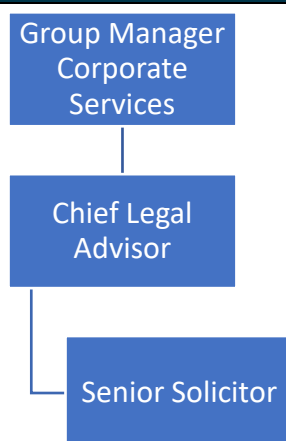 Group Manager
Corporate
Services
Chief Legal
Advisor
Senior Solicitor